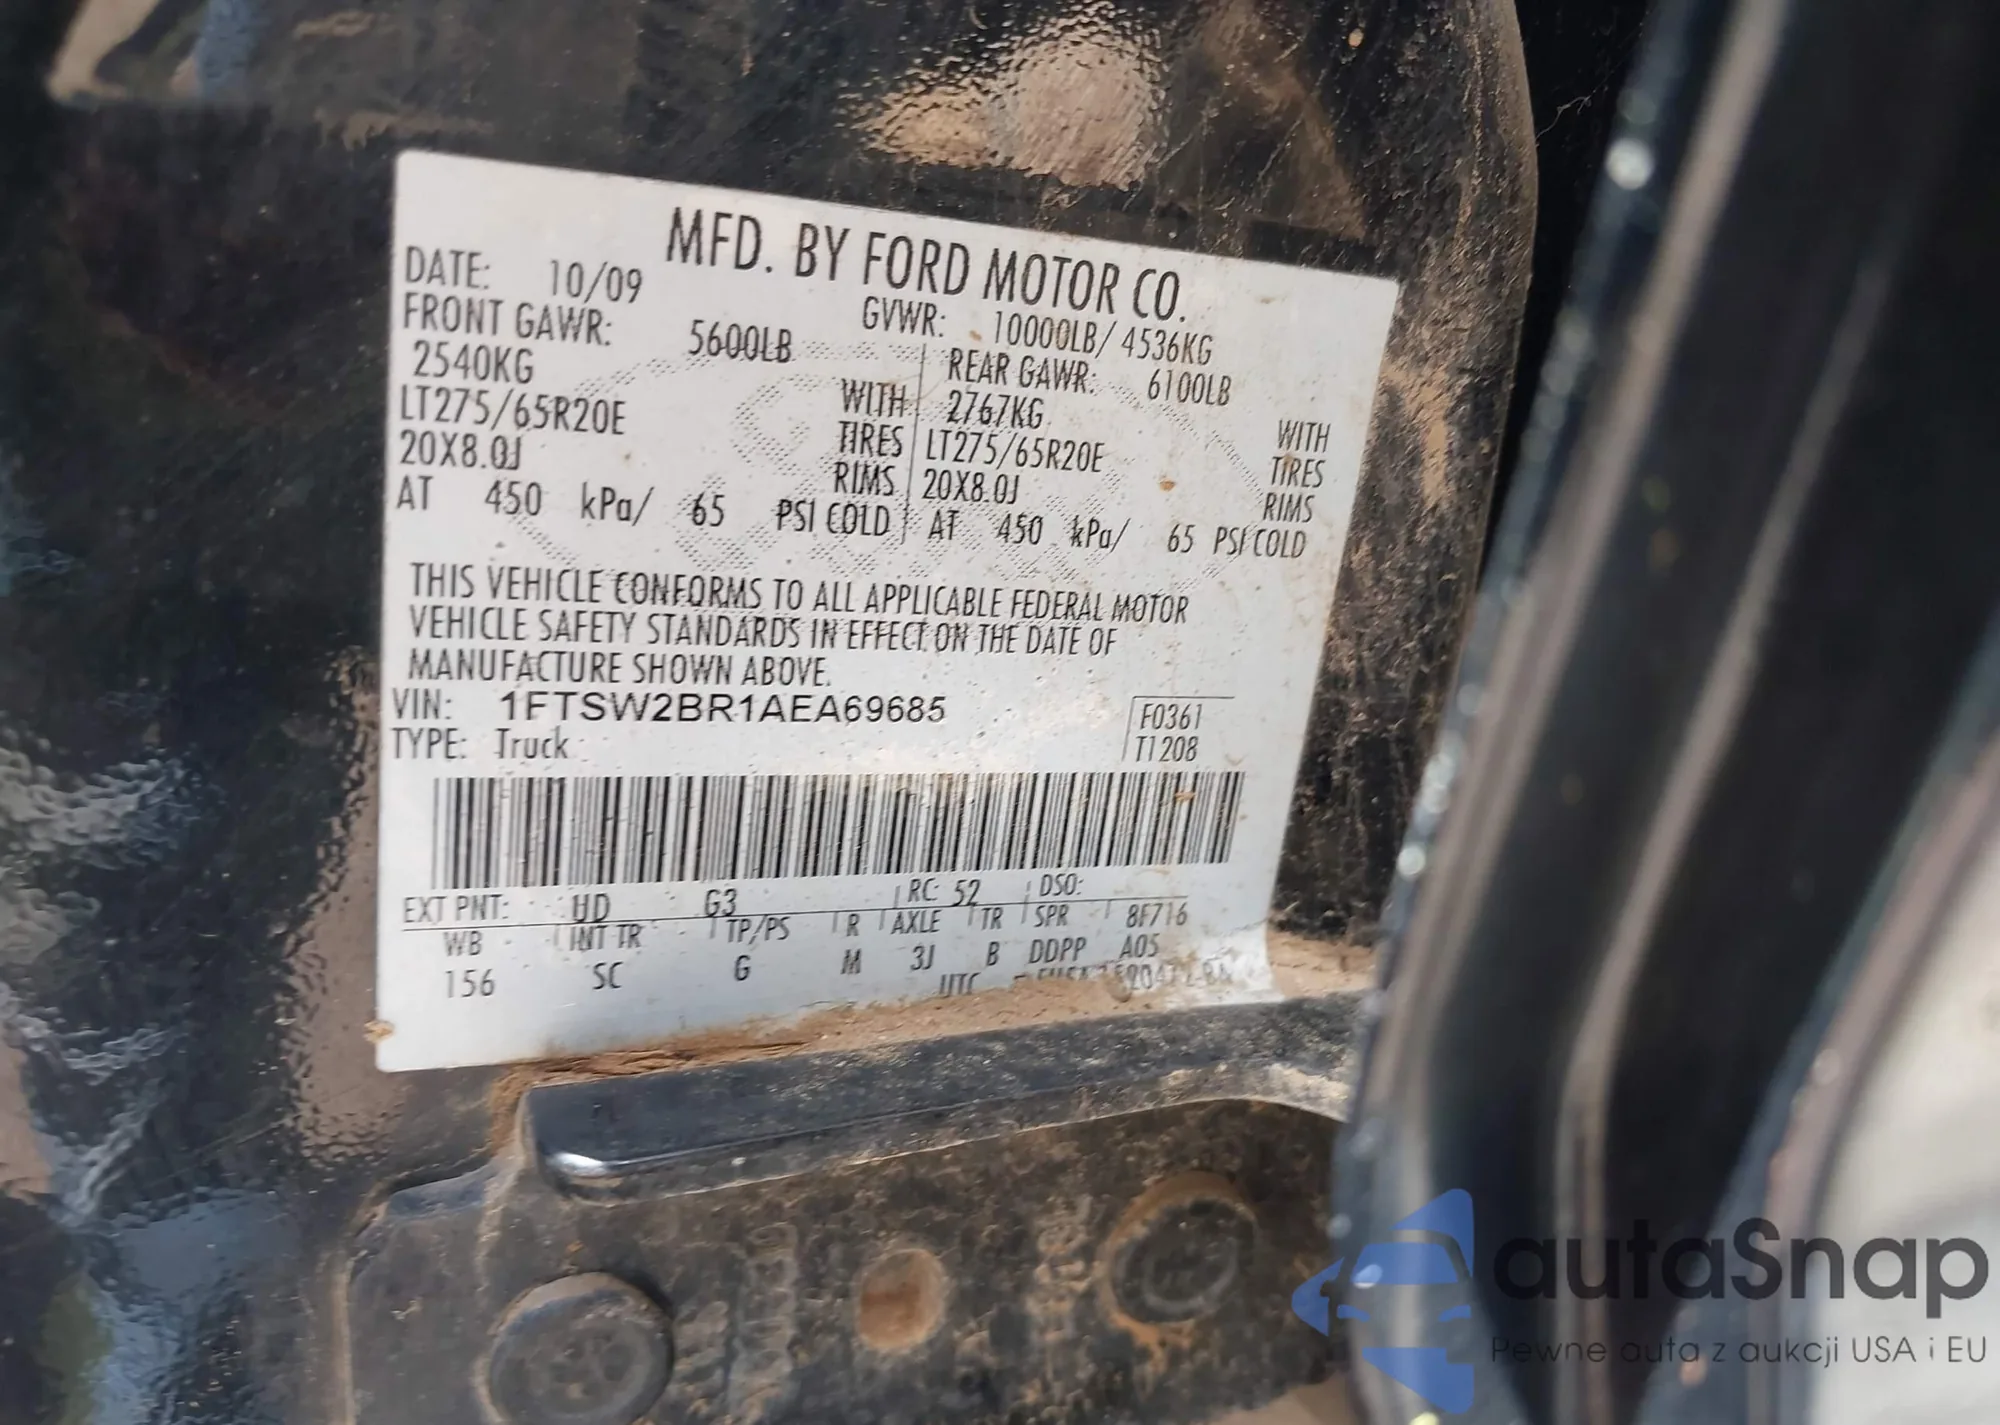 MFD. BY FORD MOTOR CO.
DATE: 10/09 GVWR: 10000LB/ 4536KG
FRONT GAWR: 5600LB REAR GAWR: 6100LB
2540KG WITH 2767KG WITH
LT275/65R20E TIRES LT275/65R20E TIRES
20X8.0J RIMS 20X8.0J RIMS
AT 450 kPa/ 65 PSI COLD AT 450 kPa/ 65 PSI COLD
THIS VEHICLE CONFORMS TO ALL APPLICABLE FEDERAL MOTOR
VEHICLE SAFETY STANDARDS IN EFFECT ON THE DATE OF
MANUFACTURE SHOWN ABOVE.
VIN: 1FTSW2BR1AEA69685 F0361
TYPE: Truck T1208
EXT PNT: UD G3 RC: 52 DSO:
WB INT TR TP/PS R AXLE TR SPR 8F716
156 SC G M 3J B DDPP A05
UTC
autaSnap
Pewne auta z aukcji USA i EU